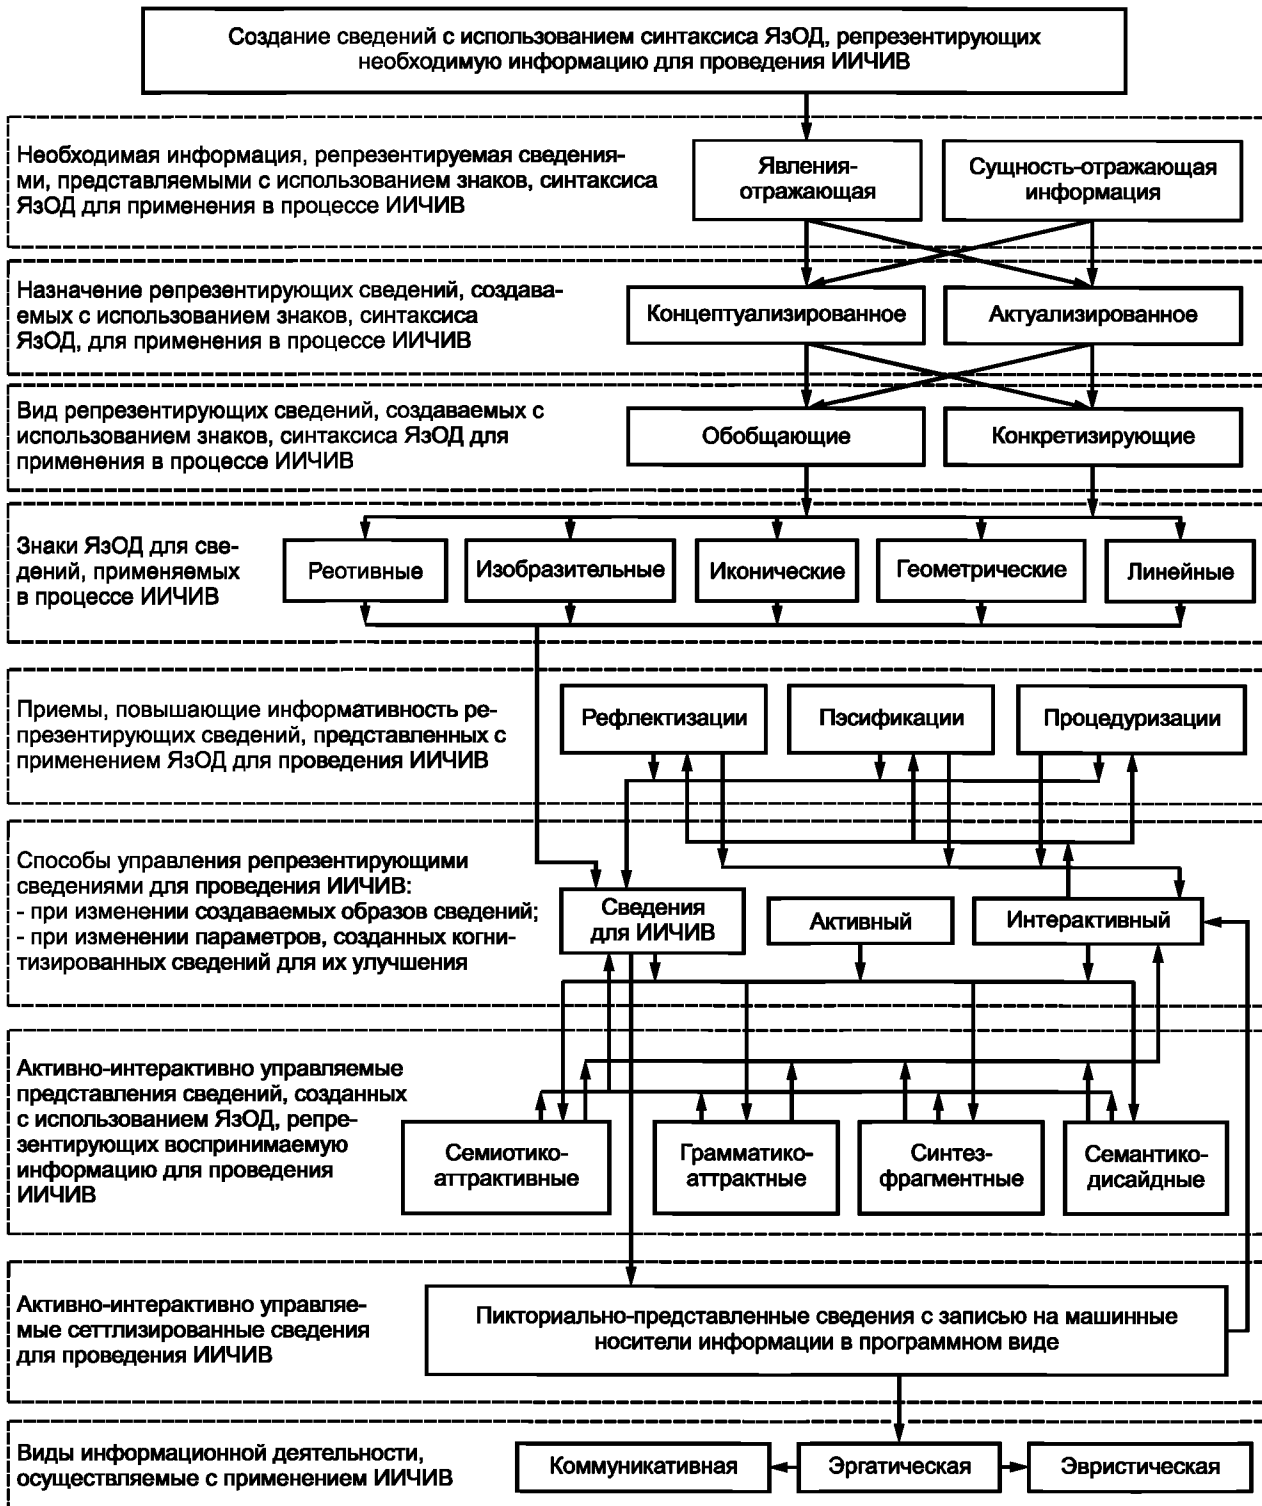 Создание сведений с использованием синтаксиса ЯзОД, репрезентирующих
необходимую информацию для проведения ИИЧИВ
Необходимая информация, репрезентируемая сведения-
ми, представляемыми с использованием знаков, синтаксиса
ЯзОД для применения в процессе ИИЧИВ
Явления-
отражающая
Сущность-отражающая
информация
Назначение репрезентирующих сведений, создава-
емых с использованием знаков, синтаксиса
ЯзОД, для применения в процессе ИИЧИВ
Концептуализированное
Актуализированное
Вид репрезентирующих сведений, создаваемых с
использованием знаков, синтаксиса ЯзОД для
применения в процессе ИИЧИВ
Обобщающие
Конкретизирующие
Знаки ЯзОД для све-
дений, применяемых
в процессе ИИЧИВ
Реотивные
Изобразительные
Иконические
Геометрические
Линейные
Приемы, повышающие информативность ре-
презентирующих сведений, представленных с
применением ЯзОД для проведения ИИЧИВ
Рефлектизации
Пэсификации
Процедуризации
Способы управления репрезентирующими
сведениями для проведения ИИЧИВ:
- при изменении создаваемых образов сведений;
- при изменении параметров, созданных когни-
тизированных сведений для их улучшения
Сведения
для ИИЧИВ
Активный
Интерактивный
Активно-интерактивно управляемые
представления сведений, созданных
с использованием ЯзОД, репре-
зентирующих воспринимаемую
информацию для проведения
ИИЧИВ
Семиотико-
аттрактивные
Грамматико-
аттрактные
Синтез-
фрагментные
Семантико-
дисайдные
Активно-интерактивно управляе-
мые сеттлизированные сведения
для проведения ИИЧИВ
Пикториально-представленные сведения с записью на машинные
носители информации в программном виде
Виды информационной деятельности,
осуществляемые с применением ИИЧИВ
Коммуникативная
Эргатическая
Эвристическая